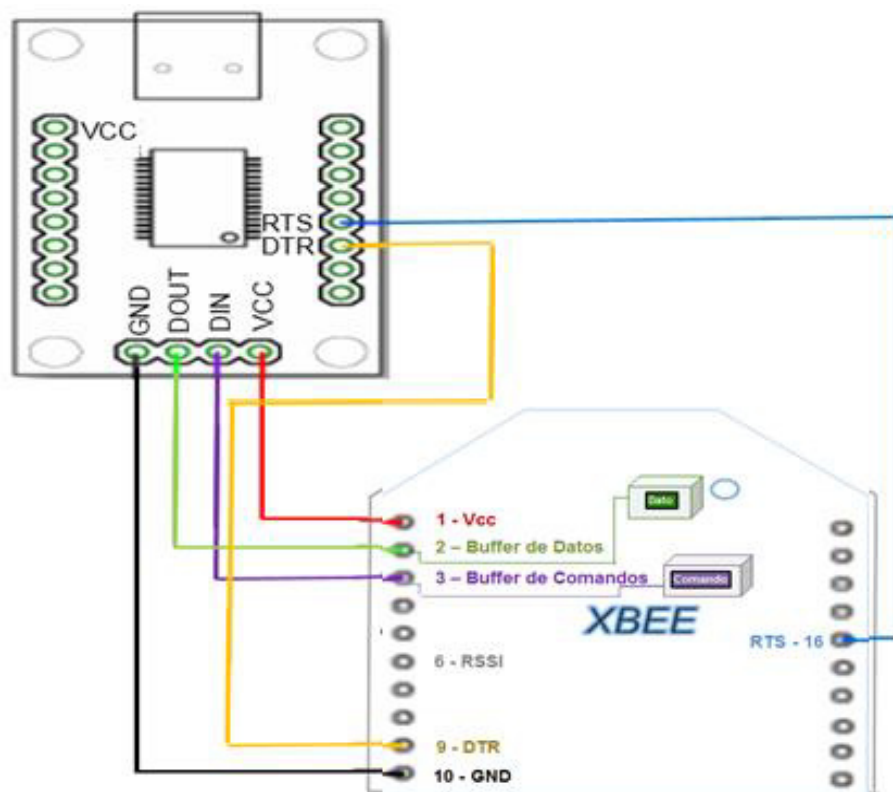 VCC
RTS
DTR
GND
DOUT
DIN
VCC
Dato
1 - Vcc
2 – Buffer de Datos
3 – Buffer de Comandos
Comando
XBEE
RTS - 16
6 - RSSI
9 - DTR
10 - GND